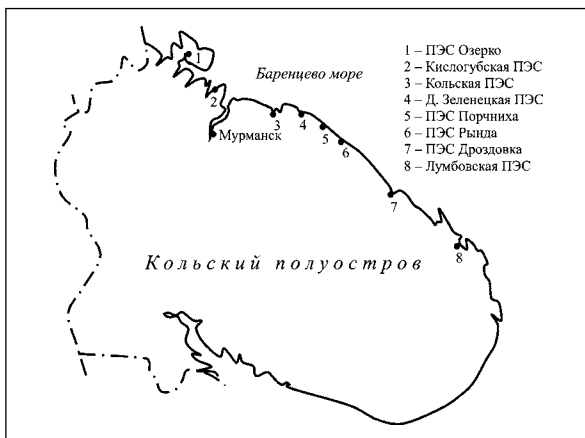 Баренцево море
1 – ПЭС Озерко
2 – Кислогубская ПЭС
3 – Кольская ПЭС
4 – Д. Зеленецкая ПЭС
5 – ПЭС Порчниха
6 – ПЭС Рында
7 – ПЭС Дроздовка
8 – Лумбовская ПЭС
1
2
3
4
5
6
7
8
Мурманск
Кольский полуостров